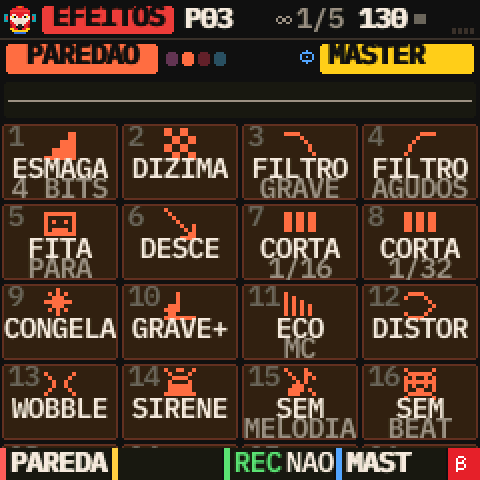 EFEITOS P03 ∞1/5 130
PAREDAO MASTER
1 2 3 4
ESMAGA DIZIMA FILTRO FILTRO
4 BITS GRAVE AGUDOS
5 6 7 8
FITA DESCE CORTA CORTA
PARA 1/16 1/32
9 10 11 12
CONGELA GRAVE+ ECO DISTOR
MC
13 14 15 16
WOBBLE SIRENE SEM SEM
MELODIA BEAT
PAREDA REC NAO MAST β